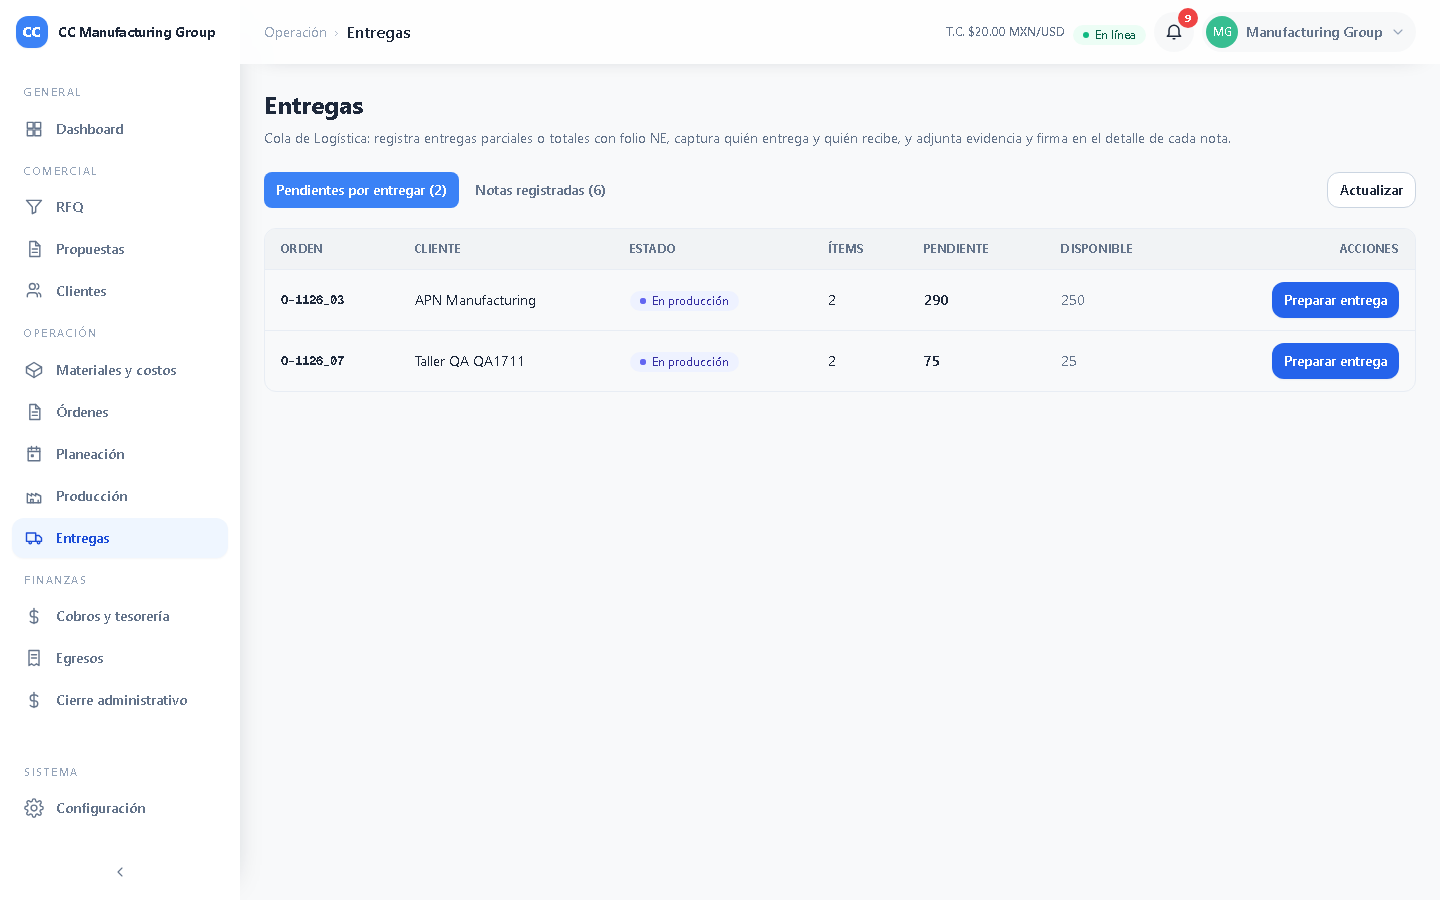 CC
CC Manufacturing Group
Operación › Entregas
T.C. $20.00 MXN/USD
En línea
9
MG
Manufacturing Group
GENERAL
Dashboard
COMERCIAL
RFQ
Propuestas
Clientes
OPERACIÓN
Materiales y costos
Órdenes
Planeación
Producción
Entregas
FINANZAS
Cobros y tesorería
Egresos
Cierre administrativo
SISTEMA
Configuración
Entregas
Cola de Logística: registra entregas parciales o totales con folio NE, captura quién entrega y quién recibe, y adjunta evidencia y firma en el detalle de cada nota.
Pendientes por entregar (2)
Notas registradas (6)
Actualizar
ORDEN CLIENTE ESTADO ÍTEMS PENDIENTE DISPONIBLE ACCIONES
O-1126_03 APN Manufacturing En producción 2 290 250 Preparar entrega
O-1126_07 Taller QA QA1711 En producción 2 75 25 Preparar entrega